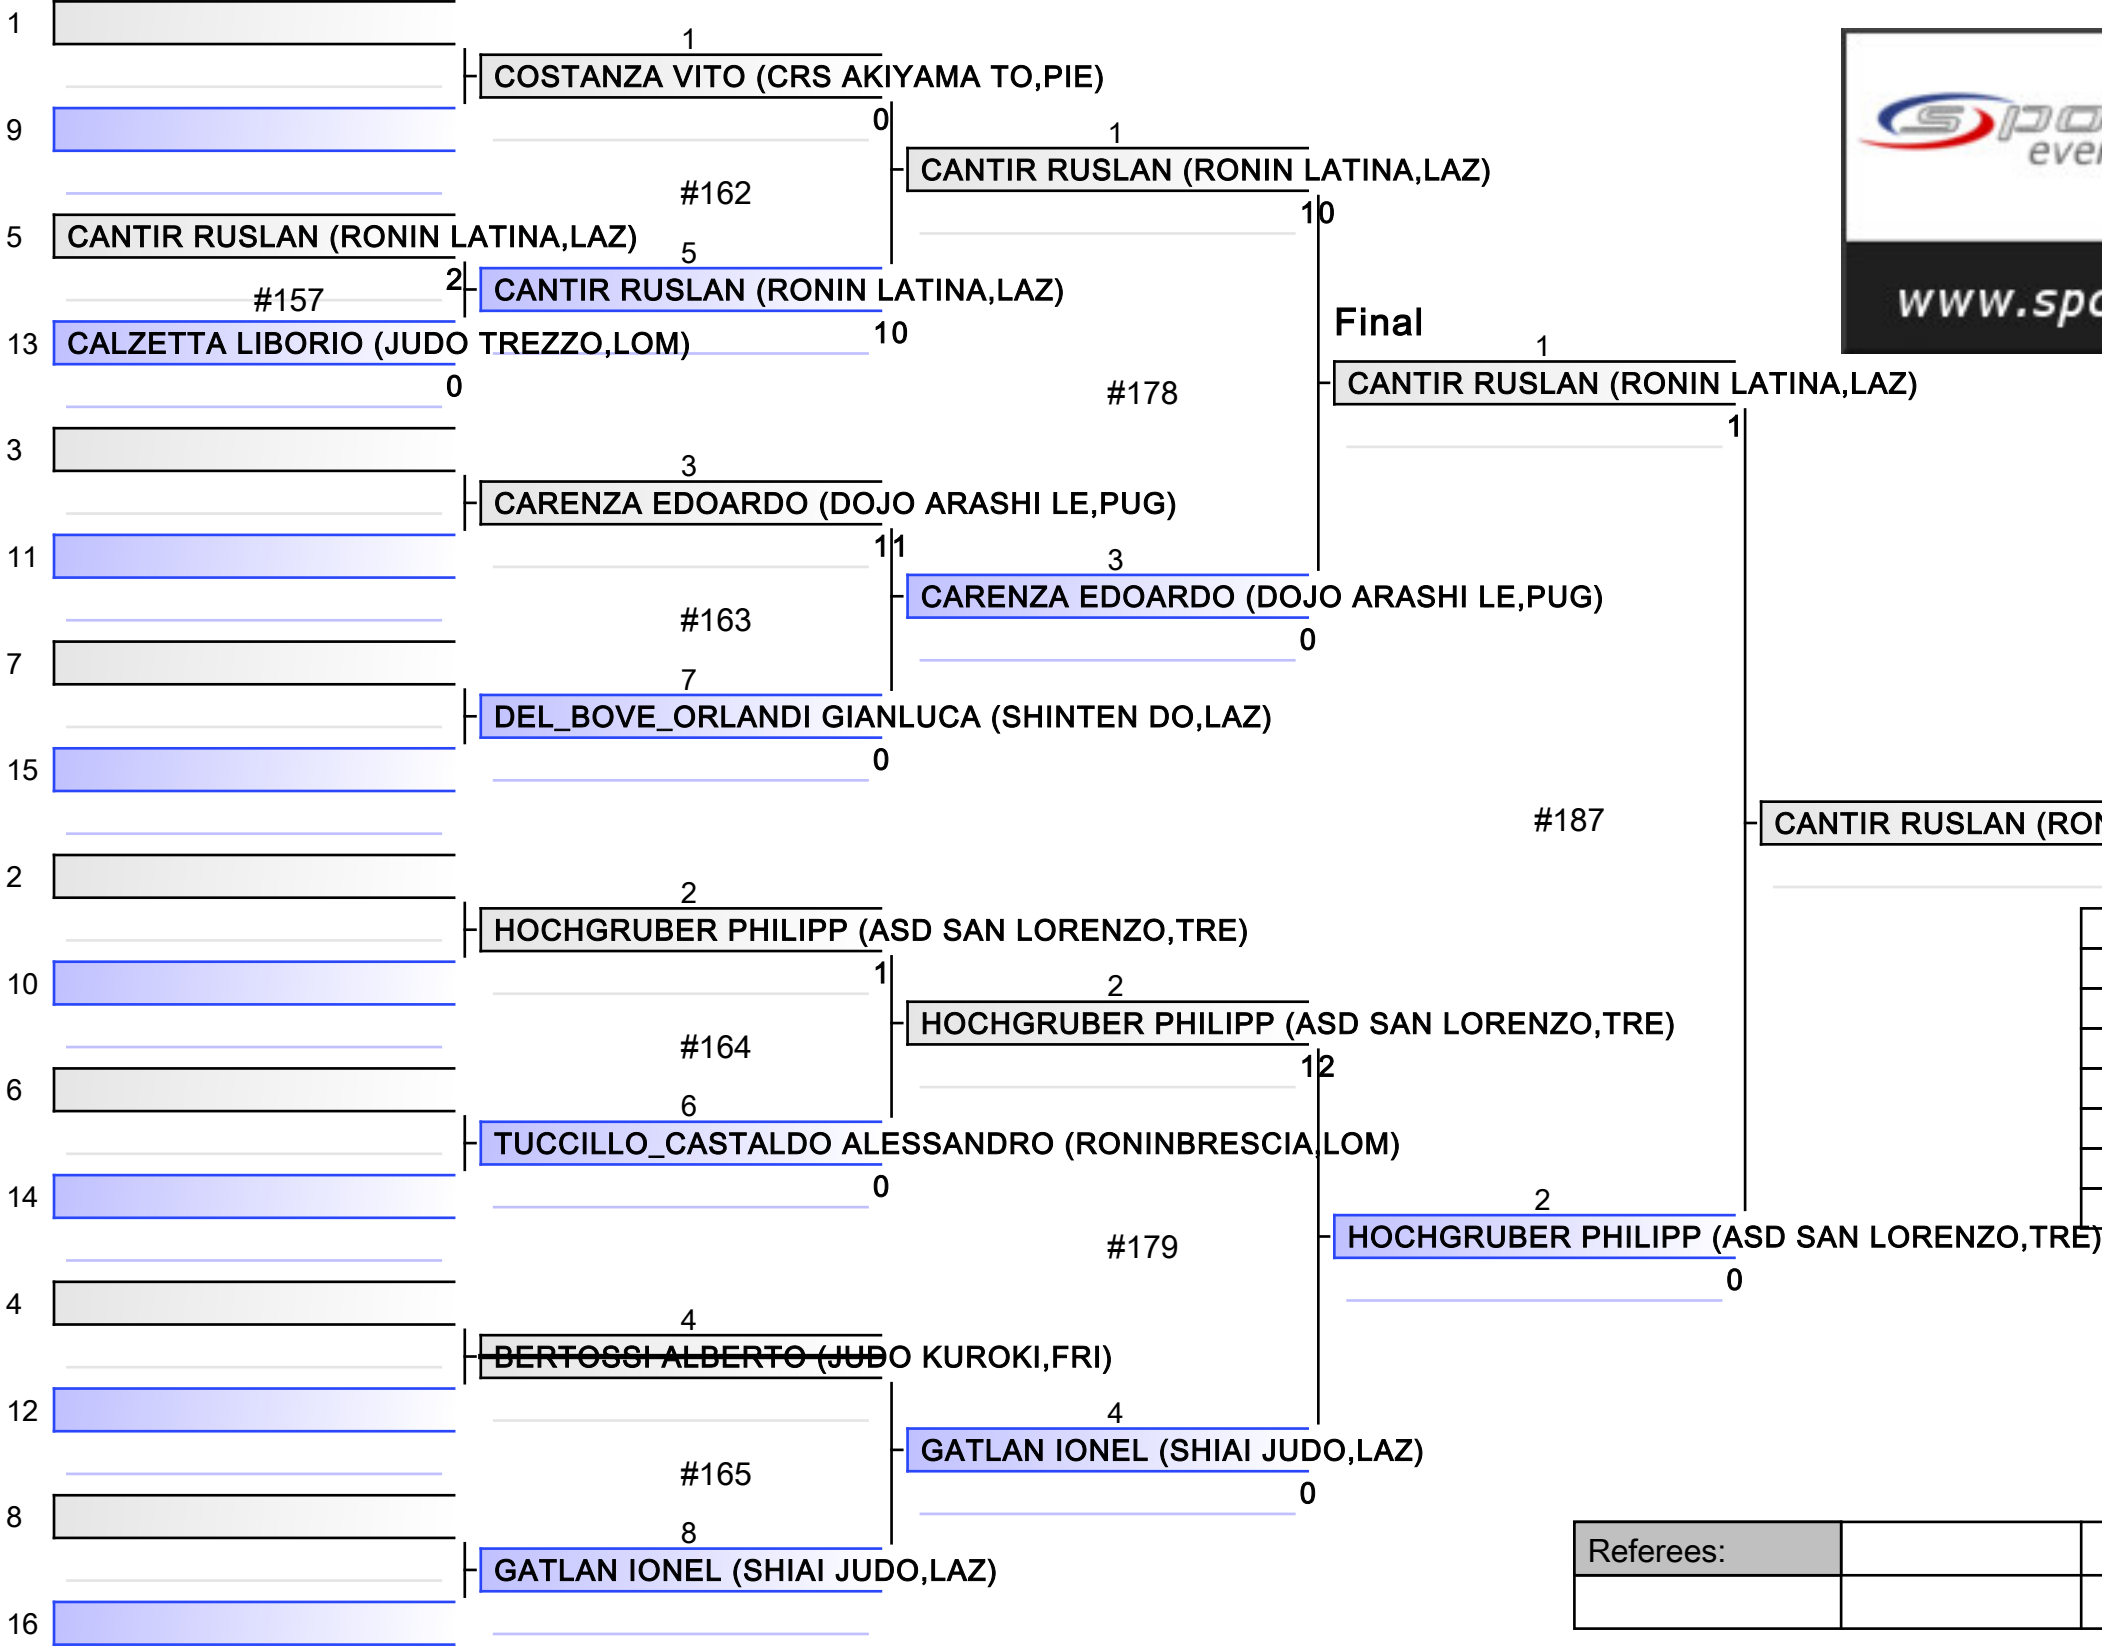 1
1
COSTANZA VITO (CRS AKIYAMA TO,PIE)
0
9
1
CANTIR RUSLAN (RONIN LATINA,LAZ)
10
#162
5
CANTIR RUSLAN (RONIN LATINA,LAZ)
2
5
CANTIR RUSLAN (RONIN LATINA,LAZ)
10
#157
13
CALZETTA LIBORIO (JUDO TREZZO,LOM)
0
www.spo
Final
1
CANTIR RUSLAN (RONIN LATINA,LAZ)
1
#178
3
3
CARENZA EDOARDO (DOJO ARASHI LE,PUG)
11
11
3
CARENZA EDOARDO (DOJO ARASHI LE,PUG)
0
#163
7
7
DEL_BOVE_ORLANDI GIANLUCA (SHINTEN DO,LAZ)
0
15
#187
CANTIR RUSLAN (RON
2
2
HOCHGRUBER PHILIPP (ASD SAN LORENZO,TRE)
1
10
2
HOCHGRUBER PHILIPP (ASD SAN LORENZO,TRE)
12
#164
6
6
TUCCILLO_CASTALDO ALESSANDRO (RONINBRESCIA,LOM)
0
14
#179
2
HOCHGRUBER PHILIPP (ASD SAN LORENZO,TRE)
0
4
4
BERTOSSI ALBERTO (JUDO KUROKI,FRI)
12
4
GATLAN IONEL (SHIAI JUDO,LAZ)
0
#165
8
8
GATLAN IONEL (SHIAI JUDO,LAZ)
16
Referees: